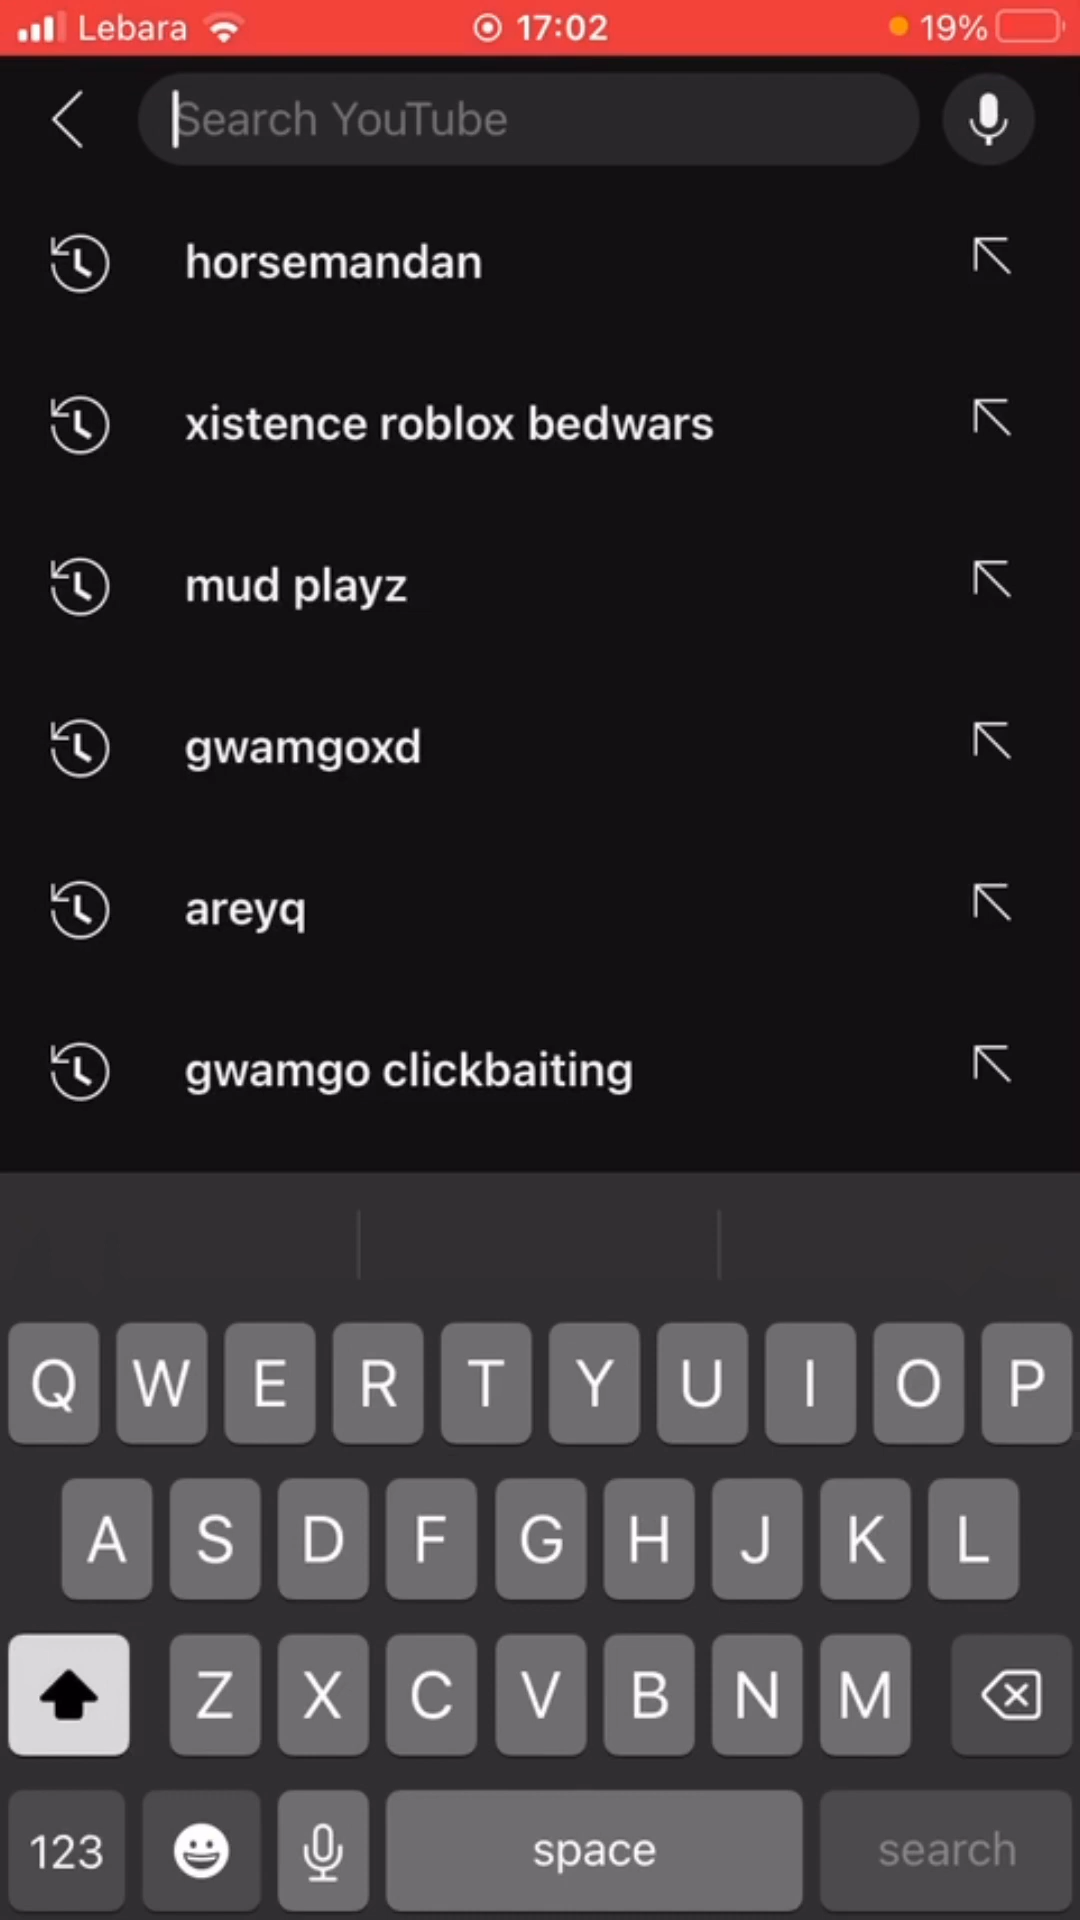 Lebara 17:02 19%
Search YouTube
horsemandan
xistence roblox bedwars
mud playz
gwamgoxd
areyq
gwamgo clickbaiting
Q W E R T Y U I O P
A S D F G H J K L
Z X C V B N M
123 space search